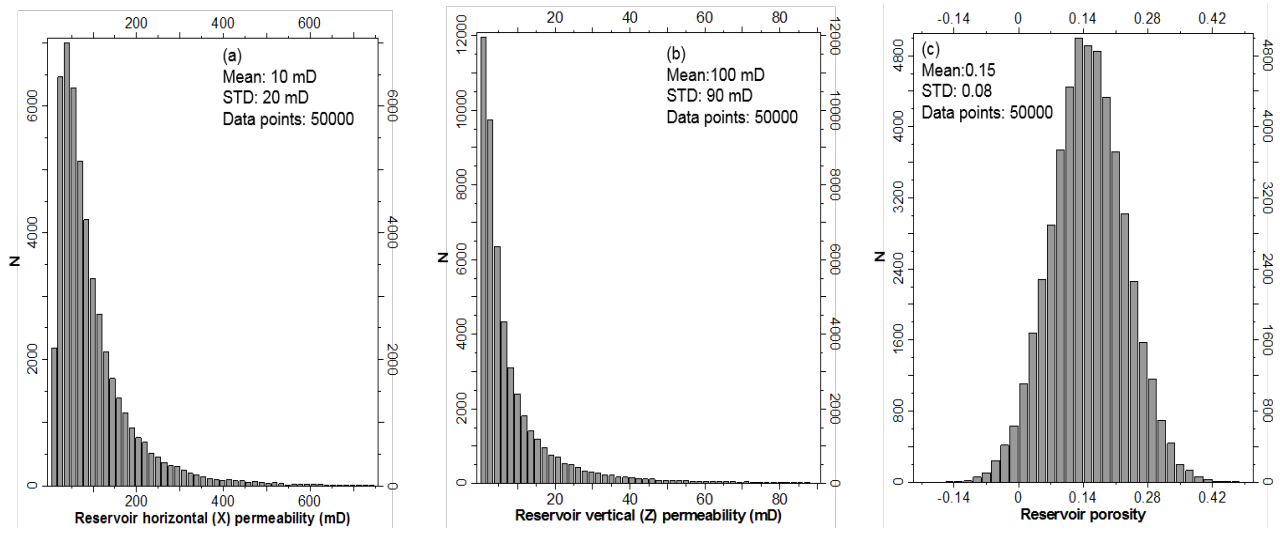 200 400 600
(a)
Mean: 10 mD
STD: 20 mD
Data points: 50000
6000
4000
2000
0
6000
4000
2000
0
N
200 400 600
Reservoir horizontal (X) permeability (mD)
20 40 60 80
(b)
Mean:100 mD
STD: 90 mD
Data points: 50000
12000
10000
8000
6000
4000
2000
0
12000
10000
8000
6000
4000
2000
0
N
20 40 60 80
Reservoir vertical (Z) permeability (mD)
-0.14 0 0.14 0.28 0.42
(c)
Mean:0.15
STD: 0.08
Data points: 50000
4800
4000
3200
2400
1600
800
0
4800
4000
3200
2400
1600
800
0
N
-0.14 0 0.14 0.28 0.42
Reservoir porosity